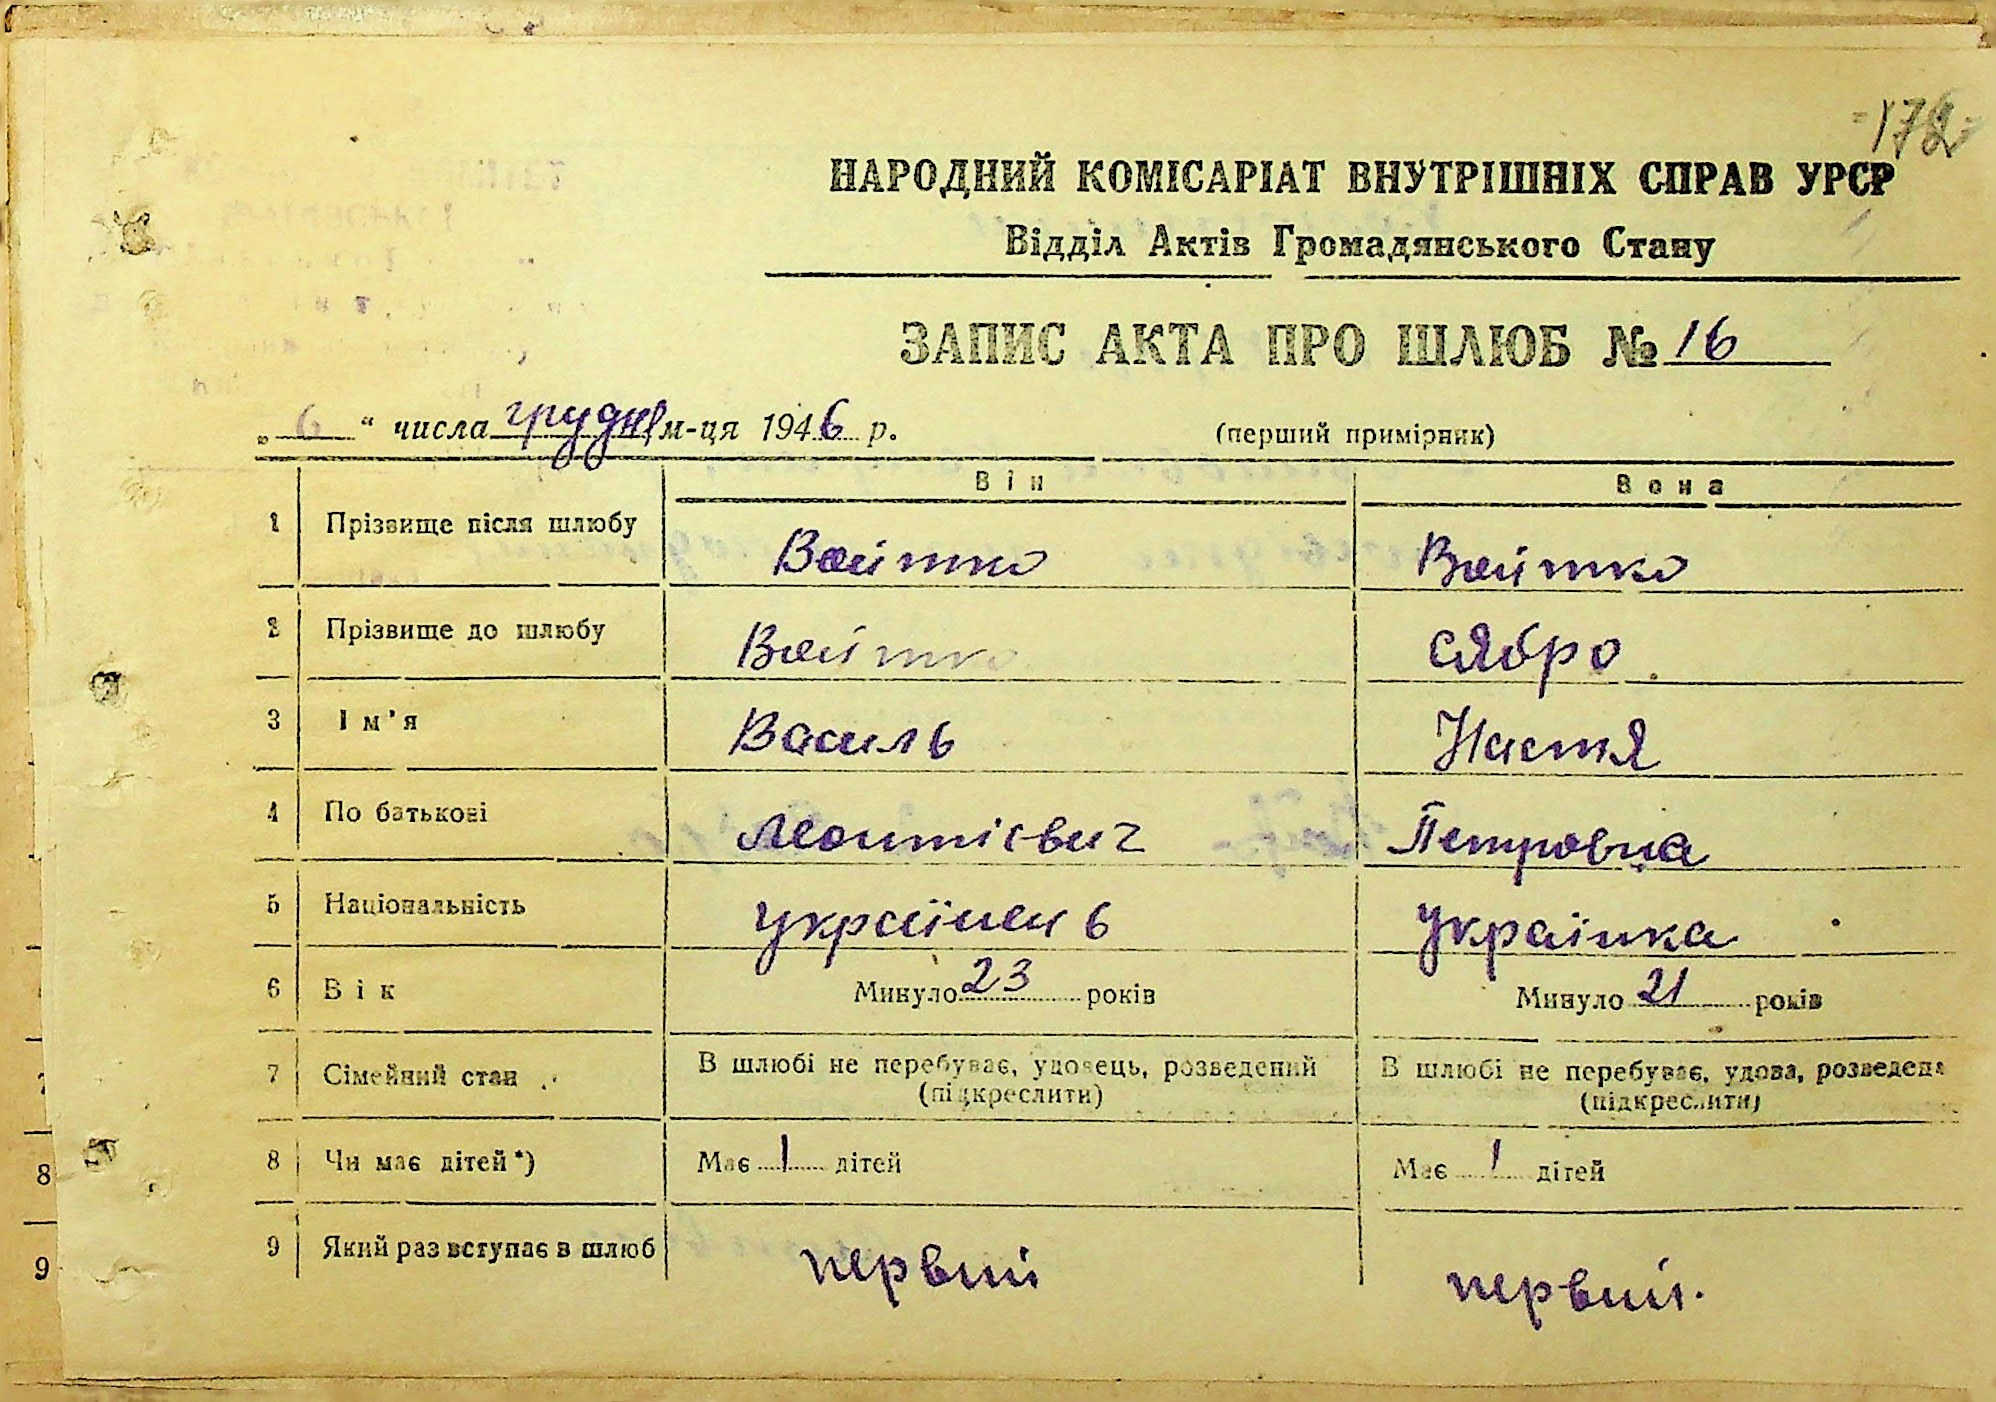 -178-
НАРОДНИЙ КОМІСАРІАТ ВНУТРІШНІХ СПРАВ УРСР
Відділ Актів Громадянського Стану
ЗАПИС АКТА ПРО ШЛЮБ № 16
„ 6 “ числа грудня м-ця 1946 р. (перший примірник)
Він Вона
1 Прізвище після шлюбу Войтко Войтко
2 Прізвище до шлюбу Войтко Сябро
3 Ім'я Василь Настя
4 По батькові Леонтієвич Петровна
5 Національність українець українка
6 Вік Минуло 23 років Минуло 21 років
7 Сімейний стан В шлюбі не перебуває, удовець, розведений В шлюбі не перебуває, удова, розведена
(підкреслити) (підкреслити)
8 Чи має дітей*) Має 1 дітей Має 1 дітей
9 Який раз вступає в шлюб первий первий.
8
9